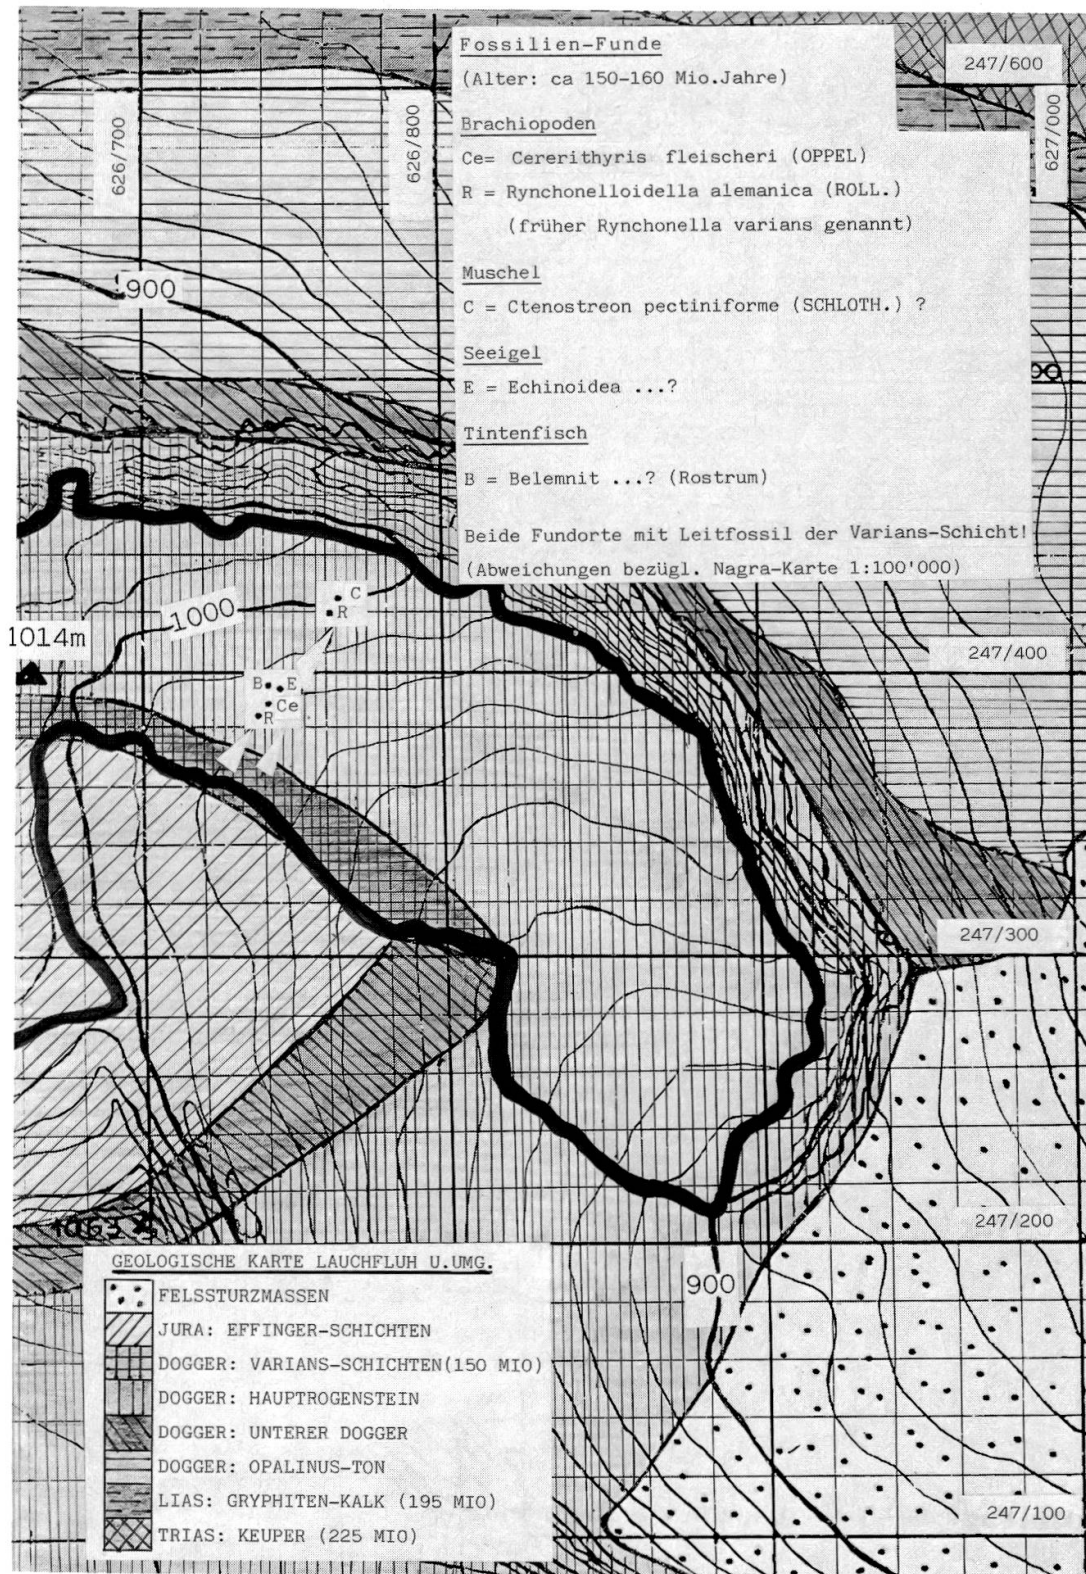 Fossilien-Funde
(Alter: ca 150-160 Mio.Jahre)
Brachiopoden
Ce= Cererithyris fleischeri (OPPEL)
R = Rynchonelloidella alemanica (ROLL.)
(früher Rynchonella varians genannt)
Muschel
C = Ctenostreon pectiniforme (SCHLOTH.) ?
Seeigel
E = Echinoidea ...?
Tintenfisch
B = Belemnit ...? (Rostrum)
Beide Fundorte mit Leitfossil der Varians-Schicht!
(Abweichungen bezügl. Nagra-Karte 1:100'000)
247/600
626/700
626/800
627/000
900
C
R
1000
1014m
B
E
Ce
R
247/400
247/300
247/200
1063
900
247/100
GEOLOGISCHE KARTE LAUCHFLUH U.UMG.
FELSSTURZMASSEN
JURA: EFFINGER-SCHICHTEN
DOGGER: VARIANS-SCHICHTEN(150 MIO)
DOGGER: HAUPTROGENSTEIN
DOGGER: UNTERER DOGGER
DOGGER: OPALINUS-TON
LIAS: GRYPHITEN-KALK (195 MIO)
TRIAS: KEUPER (225 MIO)